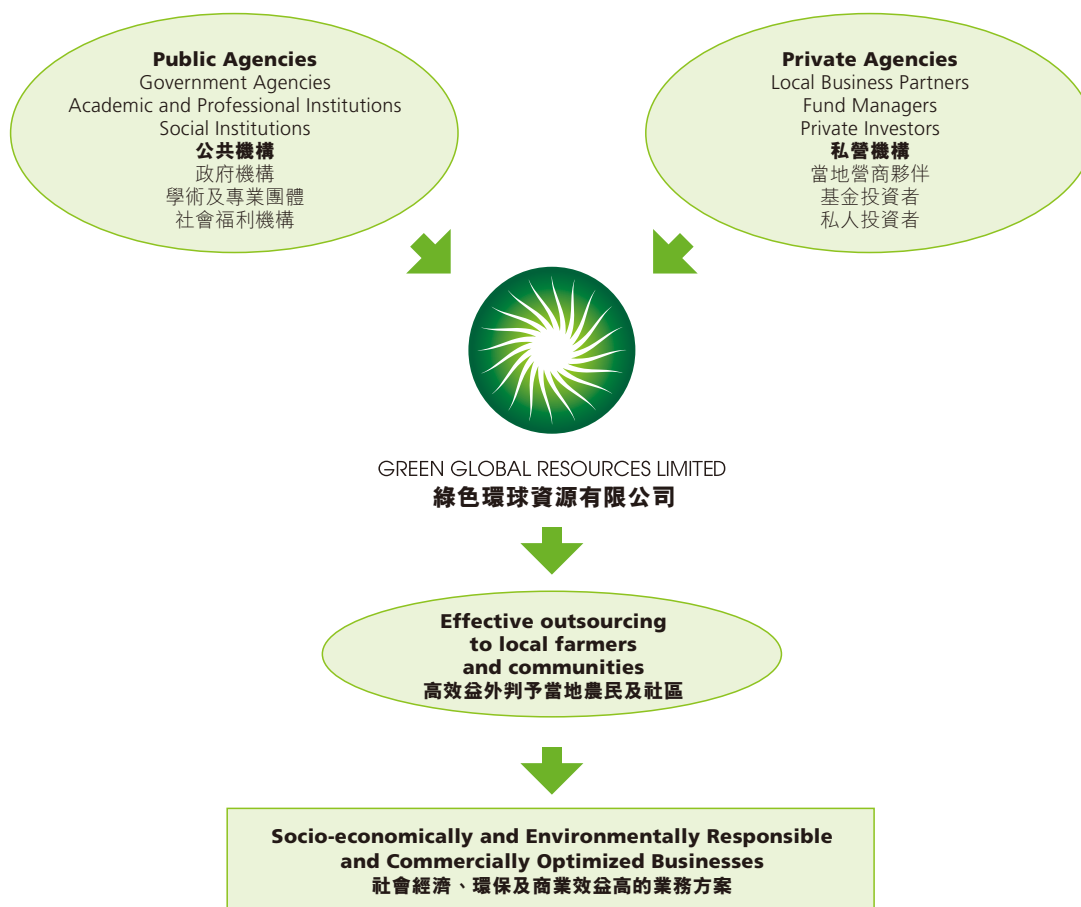 Public Agencies
Government Agencies
Academic and Professional Institutions
Social Institutions
公共機構
政府機構
學術及專業團體
社會福利機構
Private Agencies
Local Business Partners
Fund Managers
Private Investors
私營機構
當地營商夥伴
基金投資者
私人投資者
GREEN GLOBAL RESOURCES LIMITED
綠色環球資源有限公司
Effective outsourcing
to local farmers
and communities
高效益外判予當地農民及社區
Socio-economically and Environmentally Responsible
and Commercially Optimized Businesses
社會經濟、環保及商業效益高的業務方案